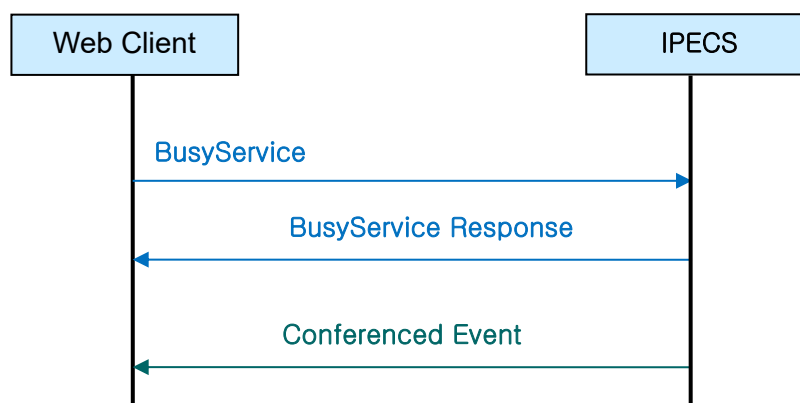 Web Client
IPECS
BusyService
BusyService Response
Conferenced Event